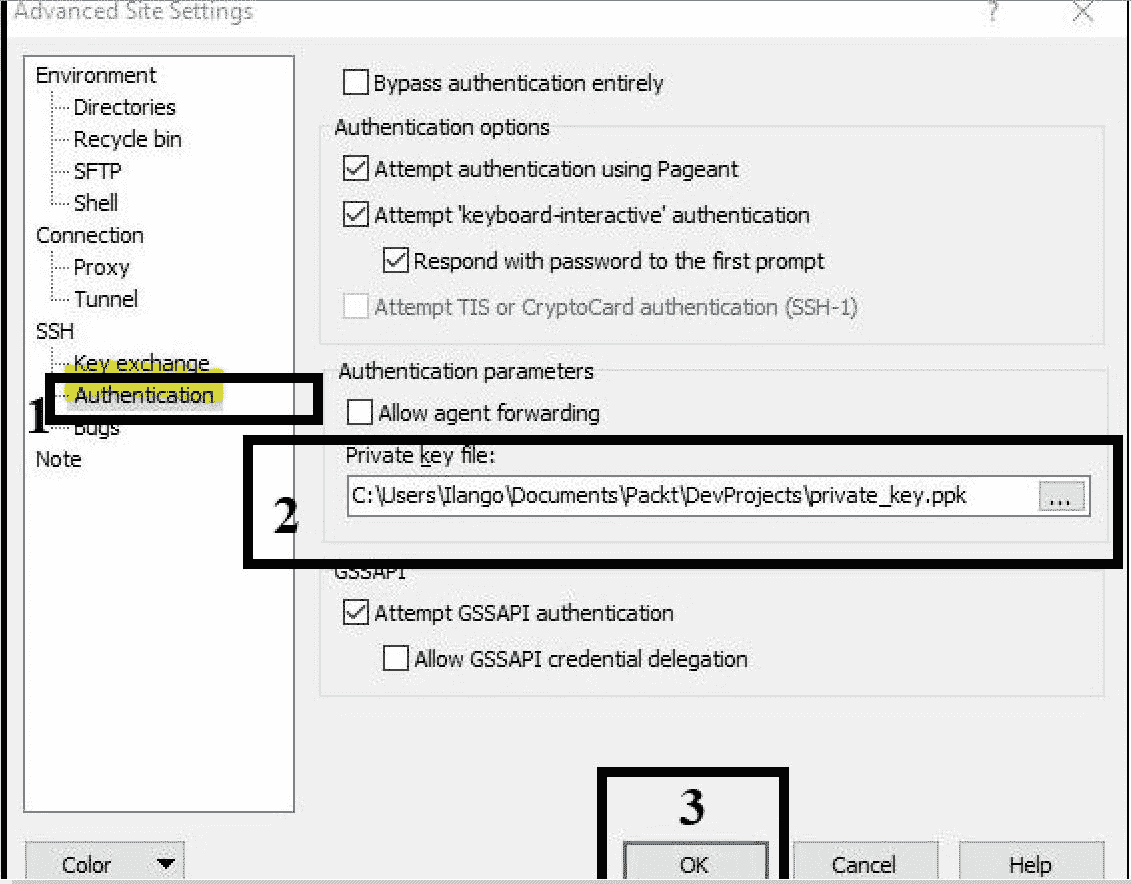 Advanced Site Settings ?
Environment
Directories
Recycle bin
SFTP
Shell
Connection
Proxy
Tunnel
SSH
Key exchange
Authentication
1
Bugs
Note
Bypass authentication entirely
Authentication options
Attempt authentication using Pageant
Attempt 'keyboard-interactive' authentication
Respond with password to the first prompt
Attempt TIS or CryptoCard authentication (SSH-1)
Authentication parameters
Allow agent forwarding
Private key file:
2
C:\Users\Ilango\Documents\Packt\DevProjects\private_key.ppk ...
GSSAPI
Attempt GSSAPI authentication
Allow GSSAPI credential delegation
3
Color OK Cancel Help